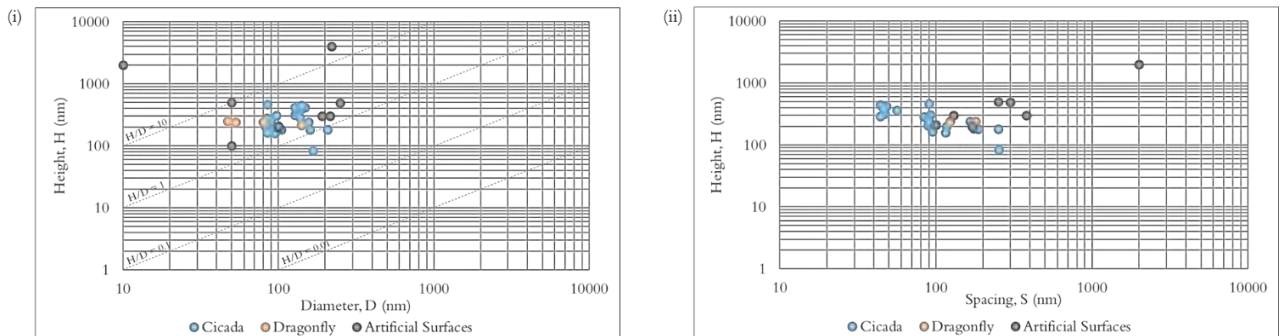 (i)
10000
1000
100
10
1
Height, H (nm)
H/D = 10
H/D = 1
H/D = 0.1
H/D = 0.01
10
100
1000
10000
Diameter, D (nm)
Cicada
Dragonfly
Artificial Surfaces
(ii)
10000
1000
100
10
1
Height, H (nm)
10
100
1000
10000
Spacing, S (nm)
Cicada
Dragonfly
Artificial Surfaces